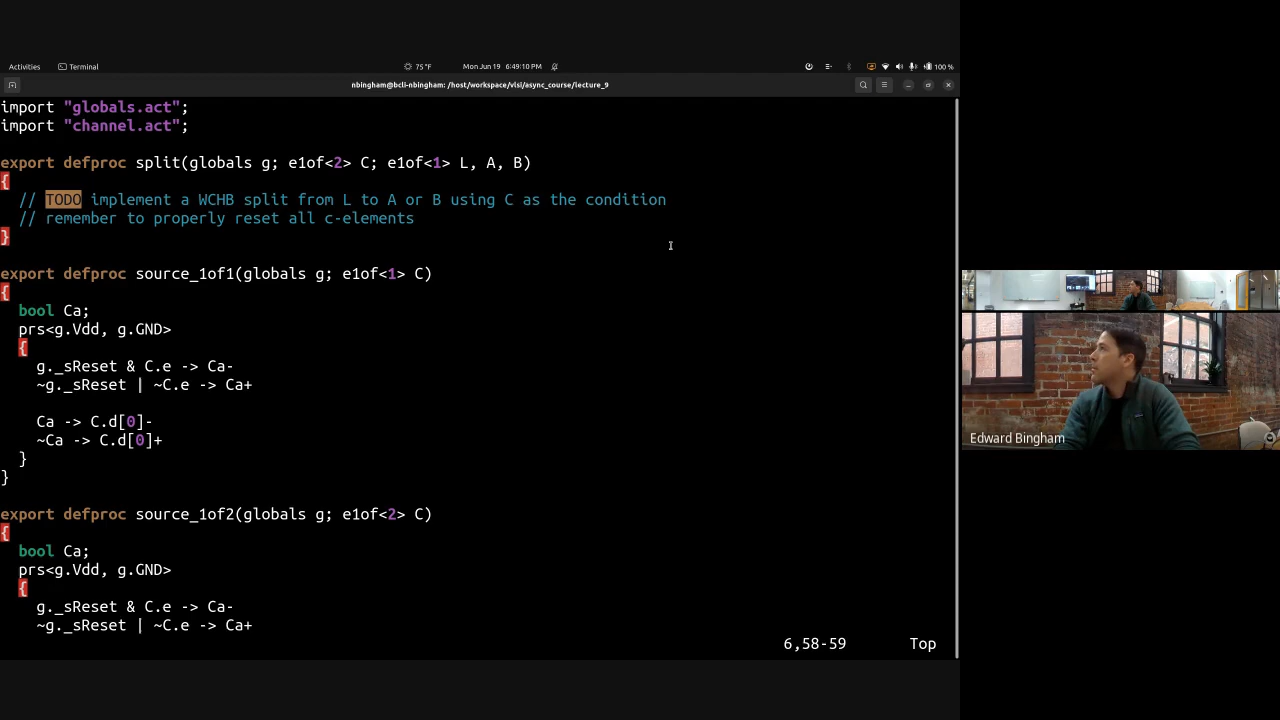 Activities
Terminal
75 °F
Mon Jun 19 6:49:10 PM
100 %
nbingham@bcli-nbingham: /host/workspace/vlsi/async_course/lecture_9
import "globals.act";
import "channel.act";
export defproc split(globals g; e1of<2> C; e1of<1> L, A, B)
{
// TODO implement a WCHB split from L to A or B using C as the condition
// remember to properly reset all c-elements
}
export defproc source_1of1(globals g; e1of<1> C)
{
bool Ca;
prs<g.Vdd, g.GND>
{
g._sReset & C.e -> Ca-
~g._sReset | ~C.e -> Ca+
Ca -> C.d[0]-
~Ca -> C.d[0]+
}
}
export defproc source_1of2(globals g; e1of<2> C)
{
bool Ca;
prs<g.Vdd, g.GND>
{
g._sReset & C.e -> Ca-
~g._sReset | ~C.e -> Ca+
6,58-59
Top
Edward Bingham